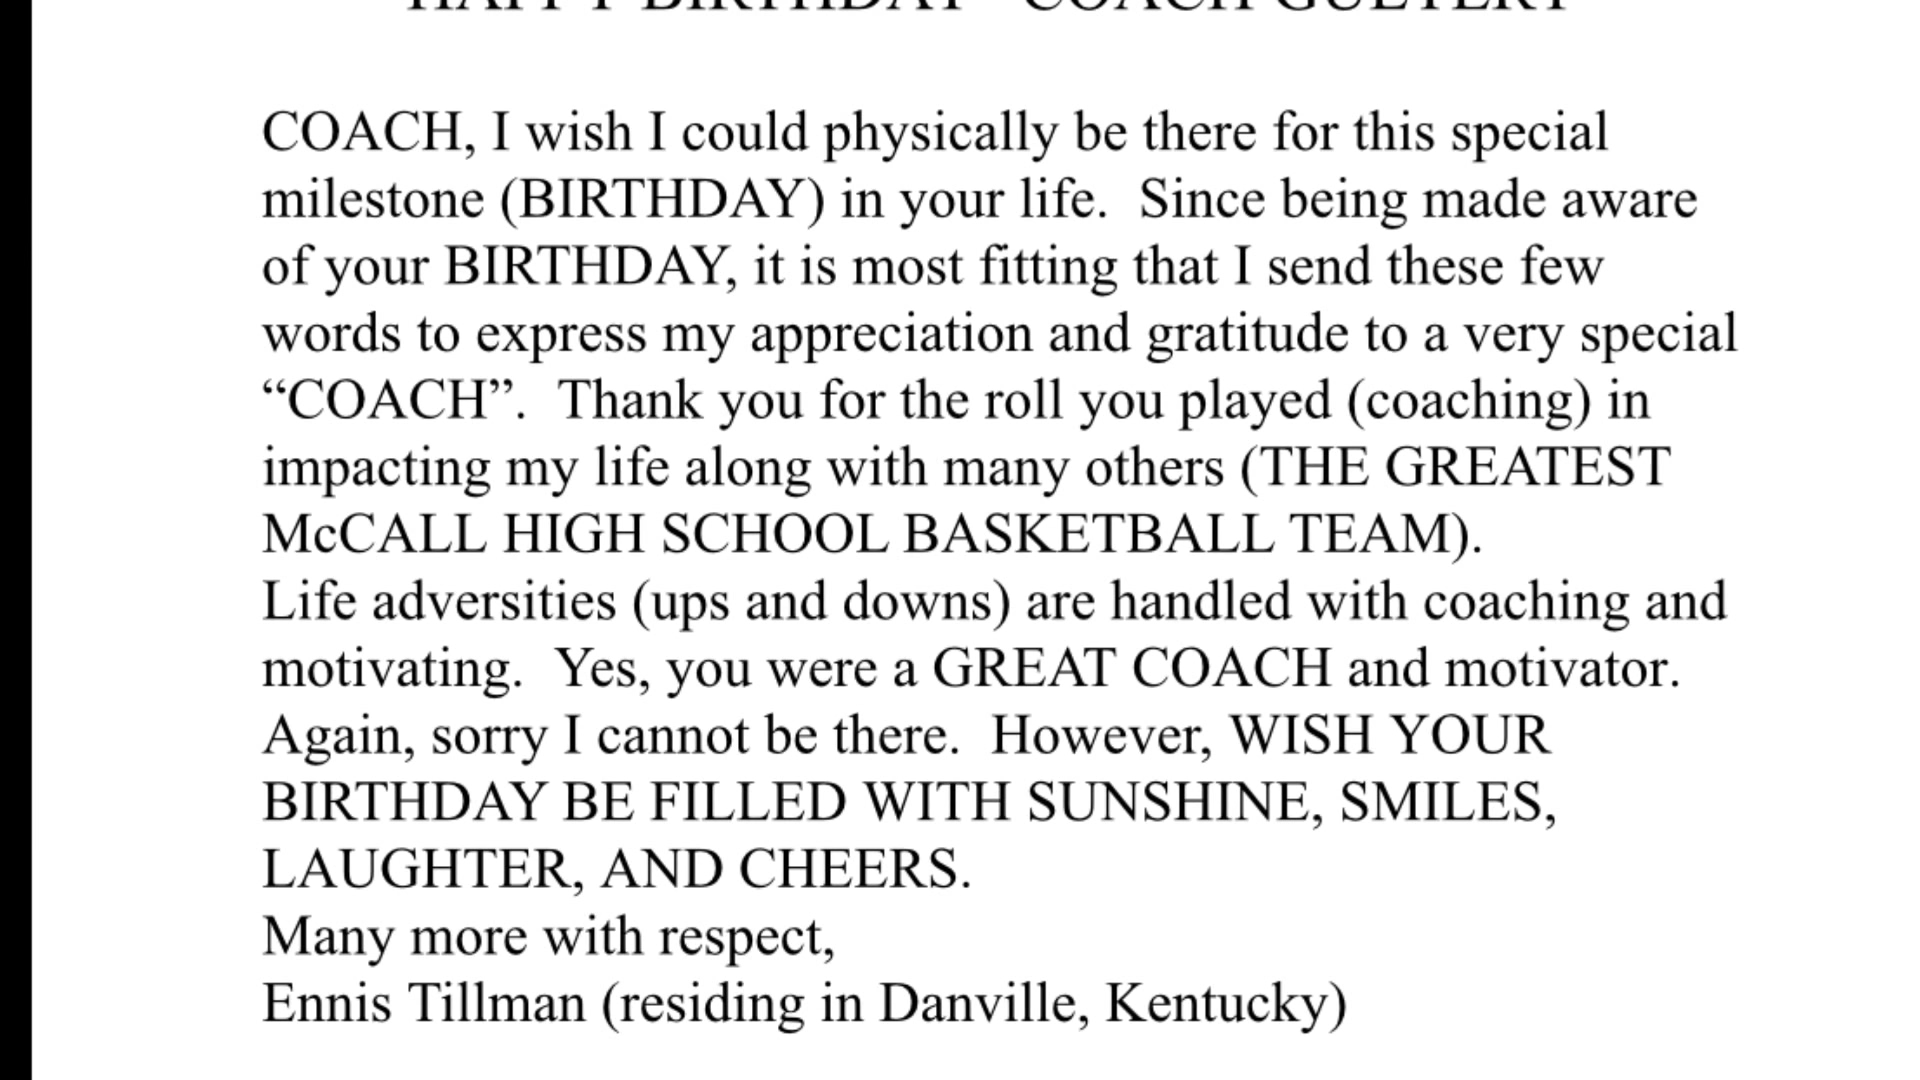 HAPPY BIRTHDAY COACH
COACH, I wish I could physically be there for this special
milestone (BIRTHDAY) in your life.  Since being made aware
of your BIRTHDAY, it is most fitting that I send these few
words to express my appreciation and gratitude to a very special
“COACH”.  Thank you for the roll you played (coaching) in
impacting my life along with many others (THE GREATEST
McCALL HIGH SCHOOL BASKETBALL TEAM).
Life adversities (ups and downs) are handled with coaching and
motivating.  Yes, you were a GREAT COACH and motivator.
Again, sorry I cannot be there.  However, WISH YOUR
BIRTHDAY BE FILLED WITH SUNSHINE, SMILES,
LAUGHTER, AND CHEERS.
Many more with respect,
Ennis Tillman (residing in Danville, Kentucky)